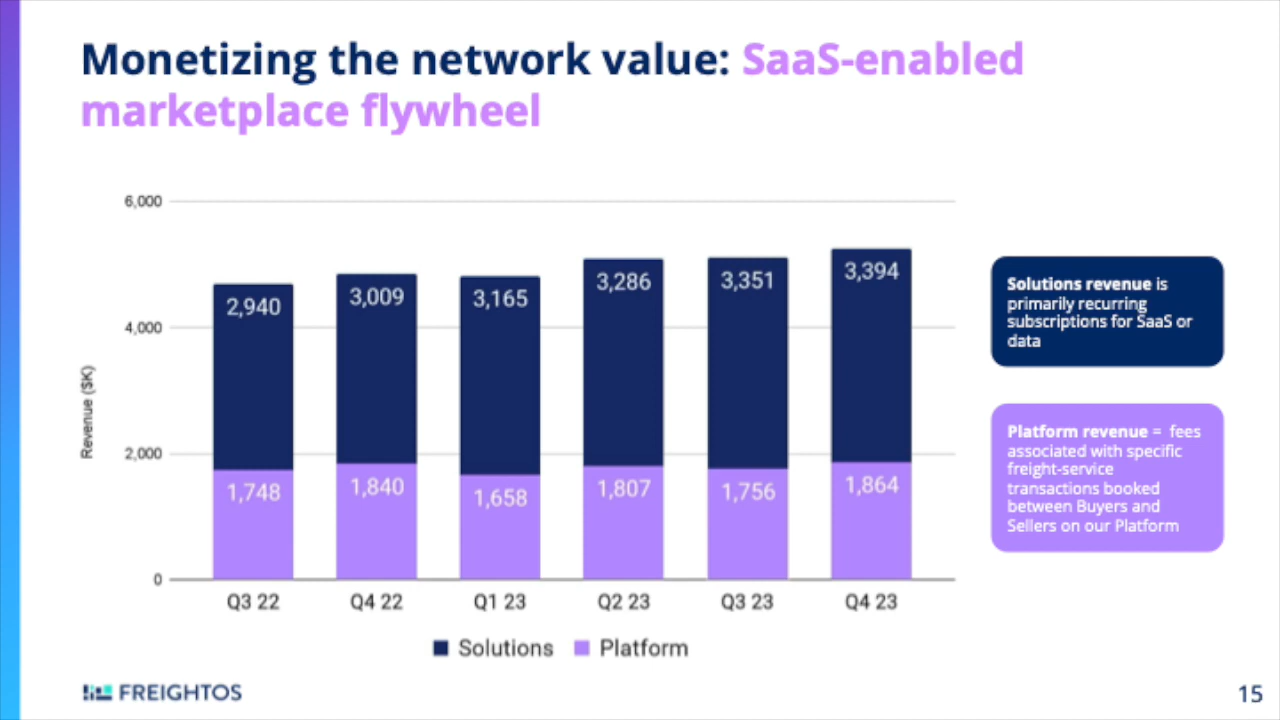 Monetizing the network value: SaaS-enabled
marketplace flywheel
6,000
4,000
2,000
0
Revenue ($K)
2,940
3,009
3,165
3,286
3,351
3,394
1,748
1,840
1,658
1,807
1,756
1,864
Q3 22
Q4 22
Q1 23
Q2 23
Q3 23
Q4 23
Solutions
Platform
Solutions revenue is
primarily recurring
subscriptions for SaaS or
data
Platform revenue = fees
associated with specific
freight-service
transactions booked
between Buyers and
Sellers on our Platform
FREIGHTOS
15